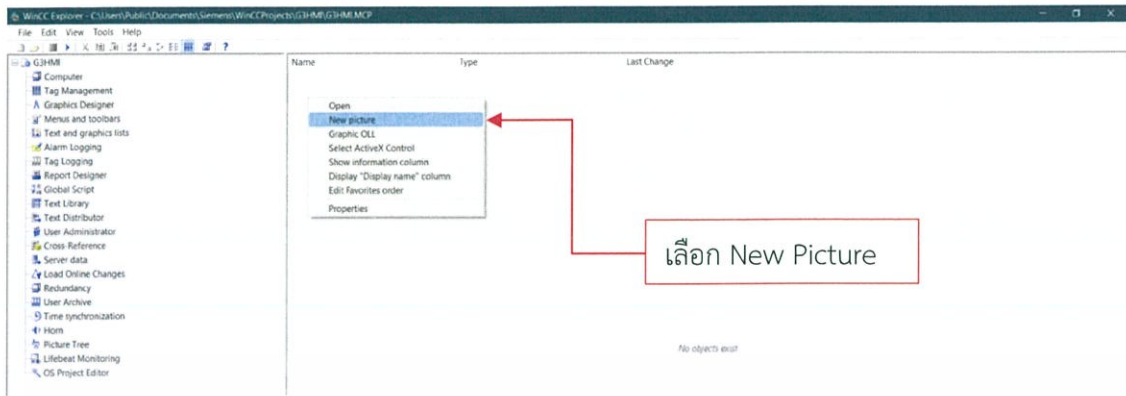 WinCC Explorer - C:\Users\Public\Documents\Siemens\WinCCProjects\G3HMI\G3HMI.MCP
File Edit View Tools Help
G3HMI
Computer
Tag Management
Graphics Designer
Menus and toolbars
Text and graphics lists
Alarm Logging
Tag Logging
Report Designer
Global Script
Text Library
Text Distributor
User Administrator
Cross-Reference
Server data
Load Online Changes
Redundancy
User Archive
Time synchronization
Horn
Picture Tree
Lifebeat Monitoring
OS Project Editor
Name Type Last Change
Open
New picture
Graphic OLL
Select ActiveX Control
Show information column
Display "Display name" column
Edit Favorites order
Properties
เลือก New Picture
No objects exist